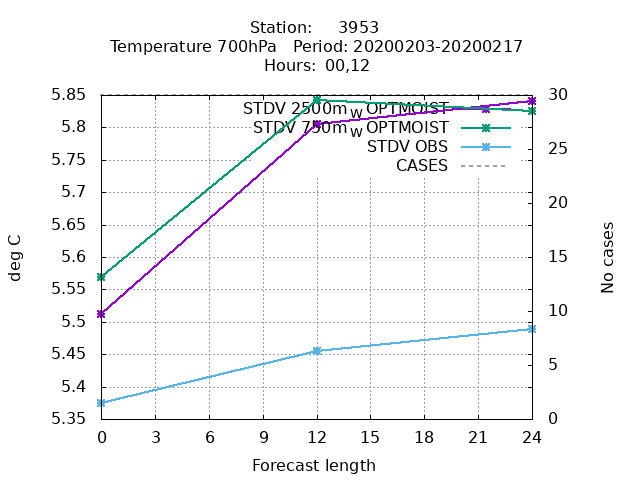 Station: 3953
Temperature 700hPa Period: 20200203-20200217
Hours: 00,12
5.85
5.8
5.75
5.7
5.65
5.6
5.55
5.5
5.45
5.4
5.35
30
25
20
15
10
5
0
STDV 2500m_W OPTMOIST
STDV 750m_W OPTMOIST
STDV OBS
CASES
deg C
No cases
0 3 6 9 12 15 18 21 24
Forecast length